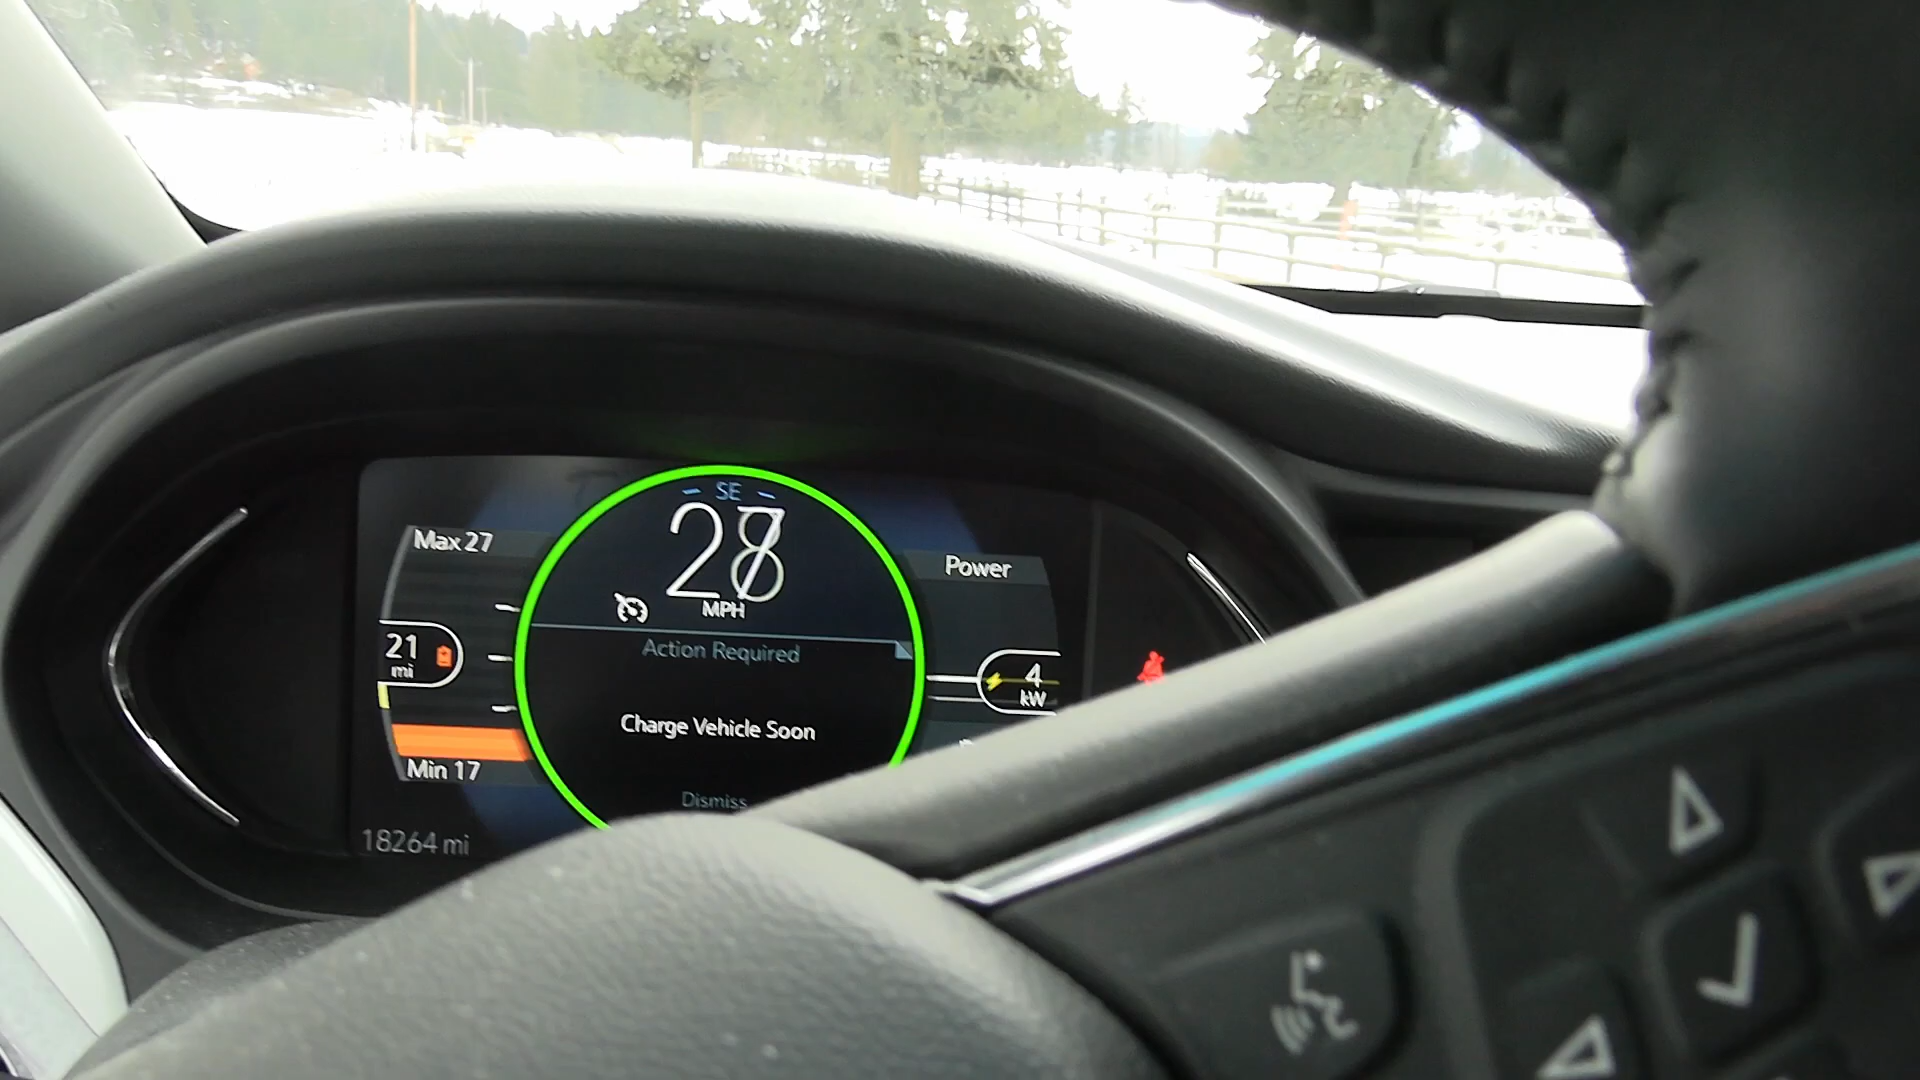 SE
Max 27
MPH
Power
Action Required
21
mi
4
kW
Charge Vehicle Soon
Min 17
Dismiss
18264 mi